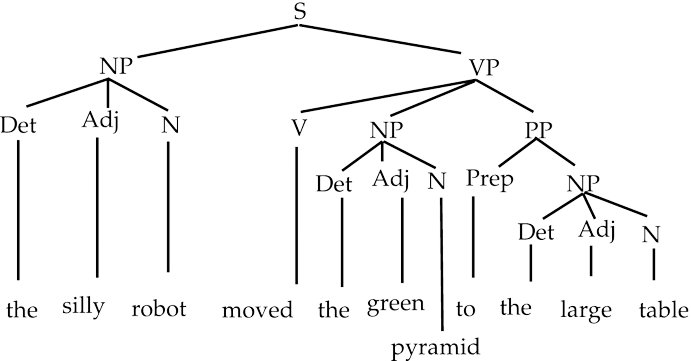 S
NP VP
Det Adj N V NP PP
Det Adj N Prep NP
Det Adj N
the silly robot moved the green to the large table
pyramid